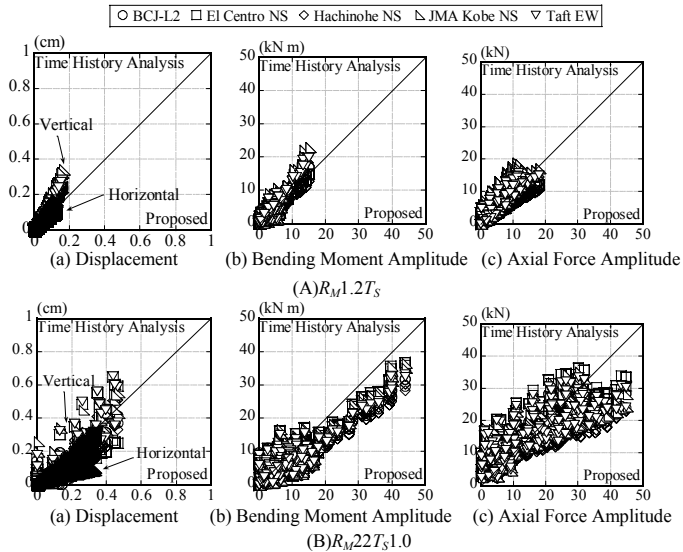 BCJ-L2 El Centro NS Hachinohe NS JMA Kobe NS Taft EW
(cm) (kN m) (kN)
Time History Analysis Time History Analysis Time History Analysis
1 0.8 0.6 0.4 0.2 0
50 40 30 20 10 0
50 40 30 20 10 0
Vertical
Horizontal
Proposed Proposed Proposed
0 0.2 0.4 0.6 0.8 1
0 10 20 30 40 50
0 10 20 30 40 50
(a) Displacement (b) Bending Moment Amplitude (c) Axial Force Amplitude
(A)R_M1.2T_S
(cm) (kN m) (kN)
Time History Analysis Time History Analysis Time History Analysis
1 0.8 0.6 0.4 0.2 0
50 40 30 20 10 0
50 40 30 20 10 0
Vertical
Horizontal
Proposed Proposed Proposed
0 0.2 0.4 0.6 0.8 1
0 10 20 30 40 50
0 10 20 30 40 50
(a) Displacement (b) Bending Moment Amplitude (c) Axial Force Amplitude
(B)R_M22T_S1.0